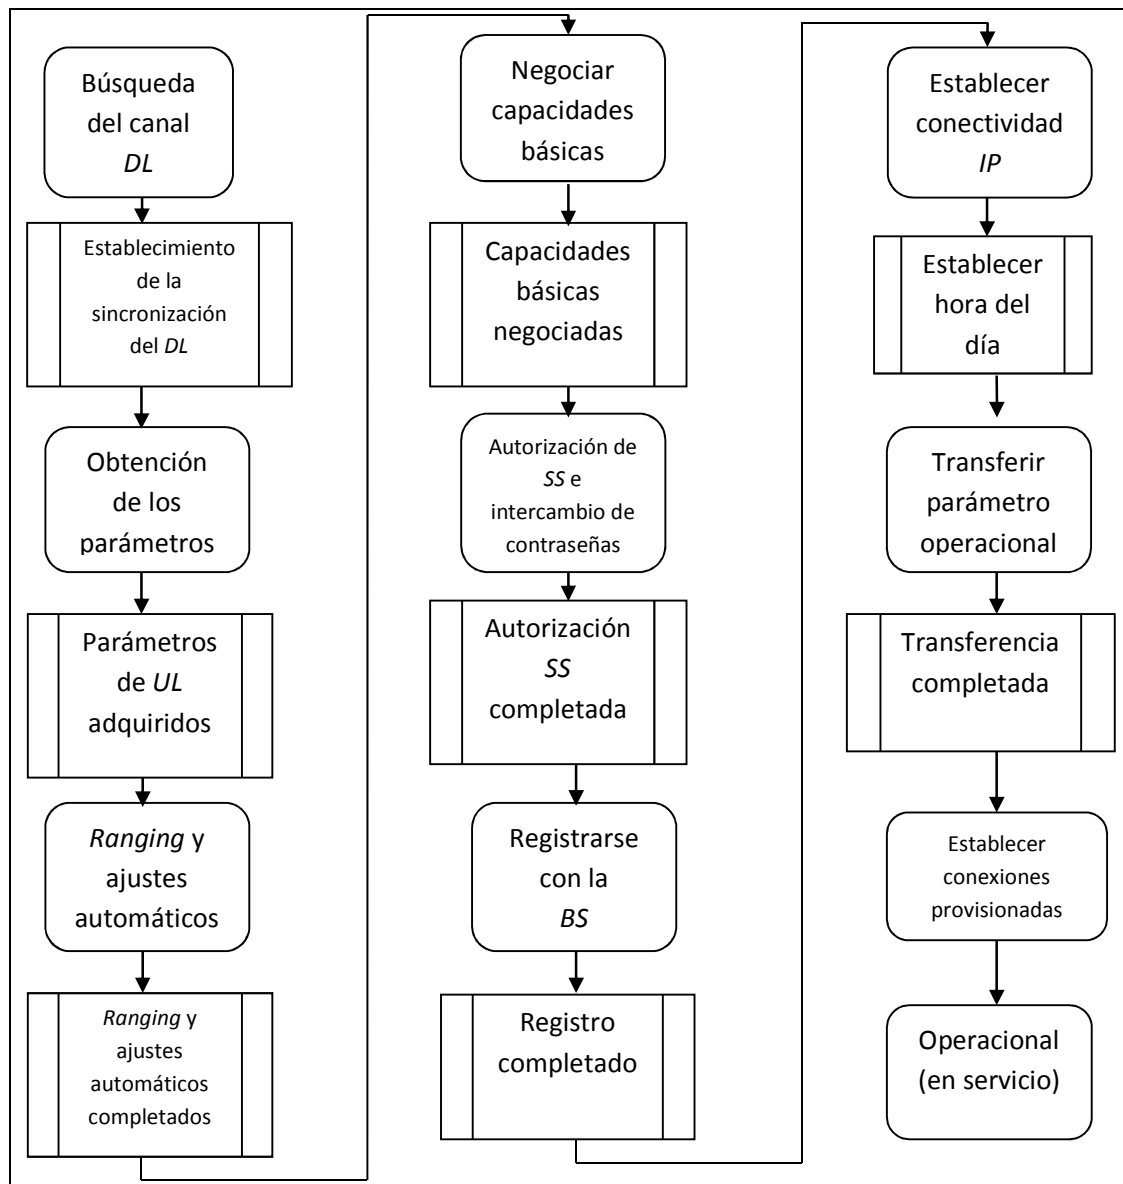 Búsqueda
del canal
DL
Establecimiento
de la
sincronización
del DL
Obtención
de los
parámetros
Parámetros
de UL
adquiridos
Ranging y
ajustes
automáticos
Ranging y
ajustes
automáticos
completados
Negociar
capacidades
básicas
Capacidades
básicas
negociadas
Autorización de
SS e
intercambio de
contraseñas
Autorización
SS
completada
Registrarse
con la
BS
Registro
completado
Establecer
conectividad
IP
Establecer
hora del
día
Transferir
parámetro
operacional
Transferencia
completada
Establecer
conexiones
provisionadas
Operacional
(en servicio)